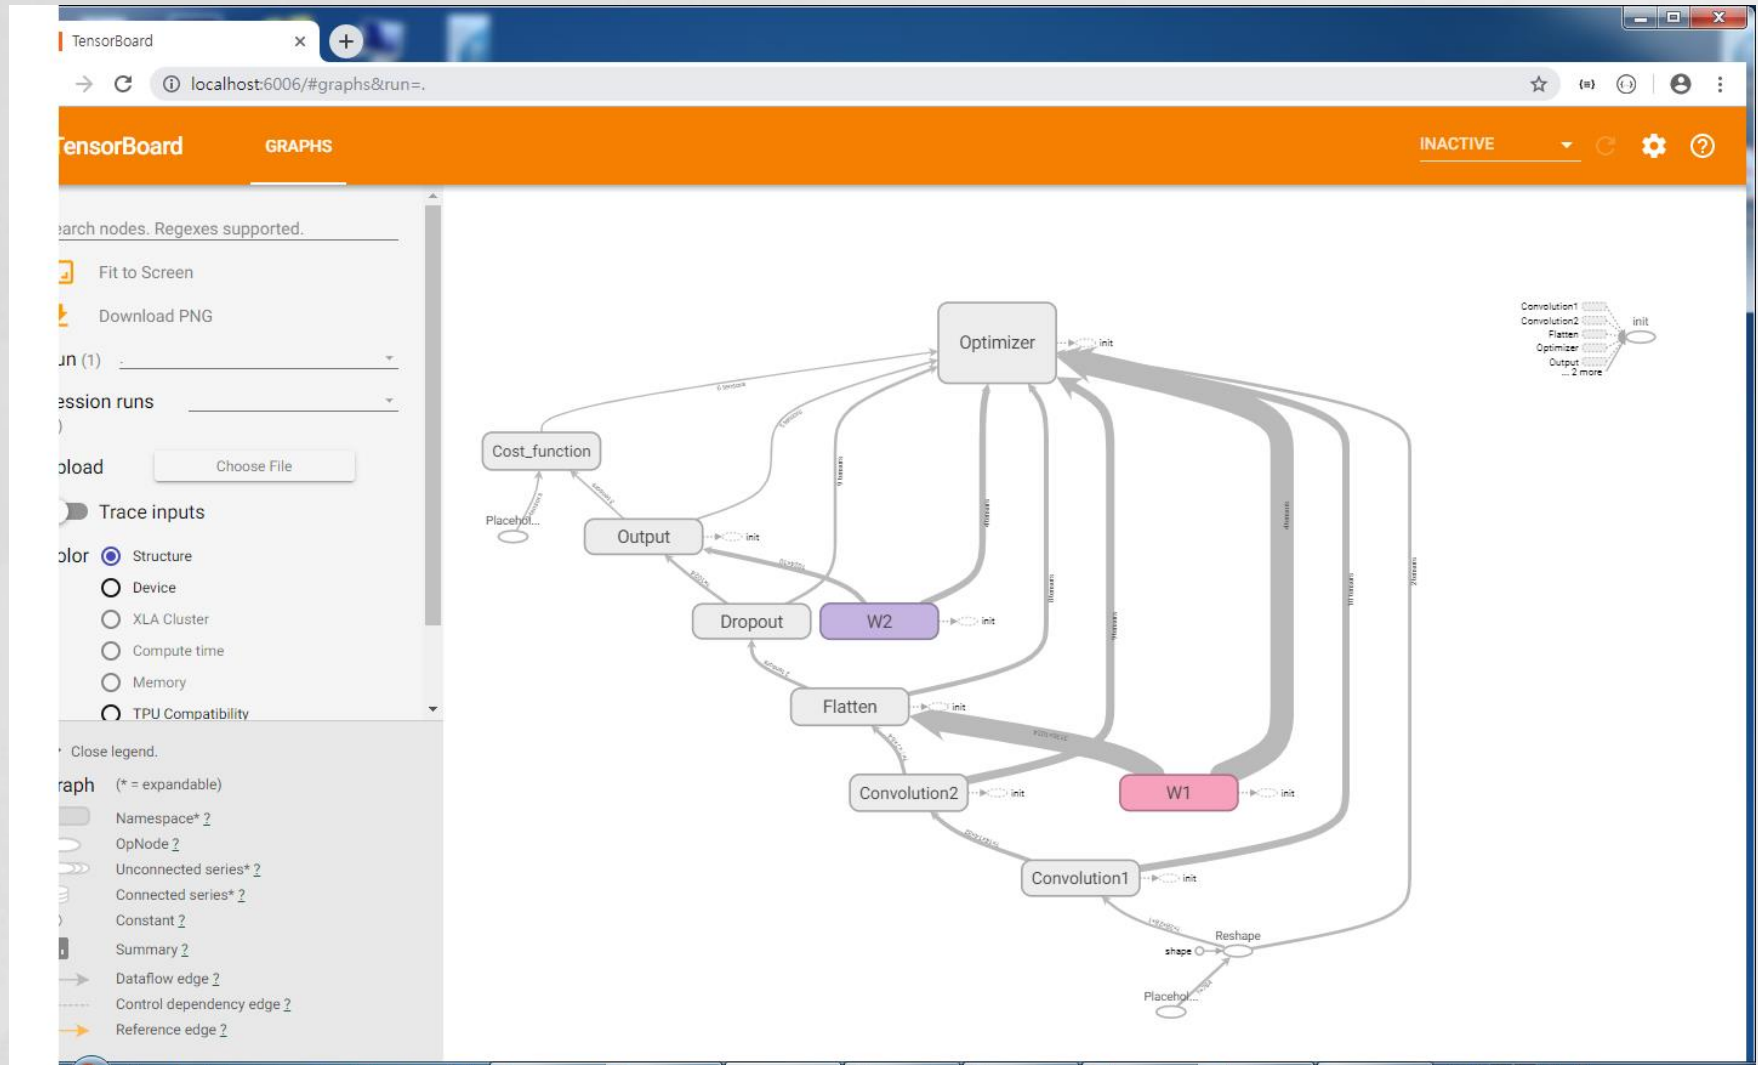 TensorBoard
localhost:6006/#graphs&run=.
ensorBoard
GRAPHS
INACTIVE
earch nodes. Regexes supported.
Fit to Screen
Download PNG
un (1) .
ession runs
)
pload
Choose File
Trace inputs
olor
Structure
Device
XLA Cluster
Compute time
Memory
TPU Compatibility
Close legend.
raph (* = expandable)
Namespace* ?
OpNode ?
Unconnected series* ?
Connected series* ?
Constant ?
Summary ?
Dataflow edge ?
Control dependency edge ?
Reference edge ?
Optimizer
init
6 tensors
Cost_function
Placehol...
Output
init
Dropout
W2
init
Flatten
init
Convolution2
init
W1
init
Convolution1
init
Reshape
shape
Placehol...
Convolution1
Convolution2
Flatten
Optimizer
Output
... 2 more
init